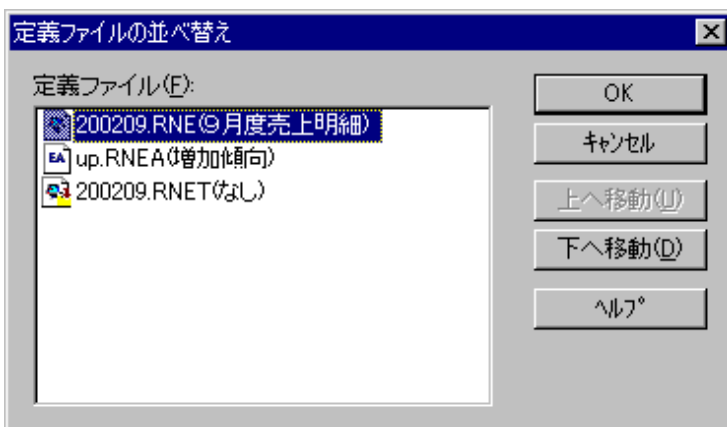 定義ファイルの並べ替え
定義ファイル(F):
200209.RNE(9月度売上明細)
EA up.RNEA(増加傾向)
200209.RNET(なし)
OK
ｷｬﾝｾﾙ
上へ移動(U)
下へ移動(D)
ﾍﾙﾌﾟ